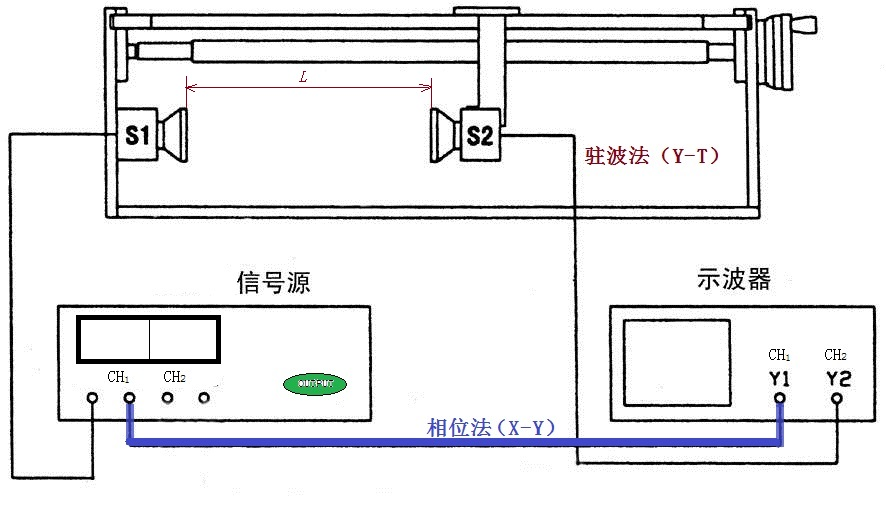 L
S1
S2
驻波法（Y-T）
信号源
示波器
CH1
CH2
OUTPUT
CH1
CH2
Y1
Y2
相位法（X-Y）